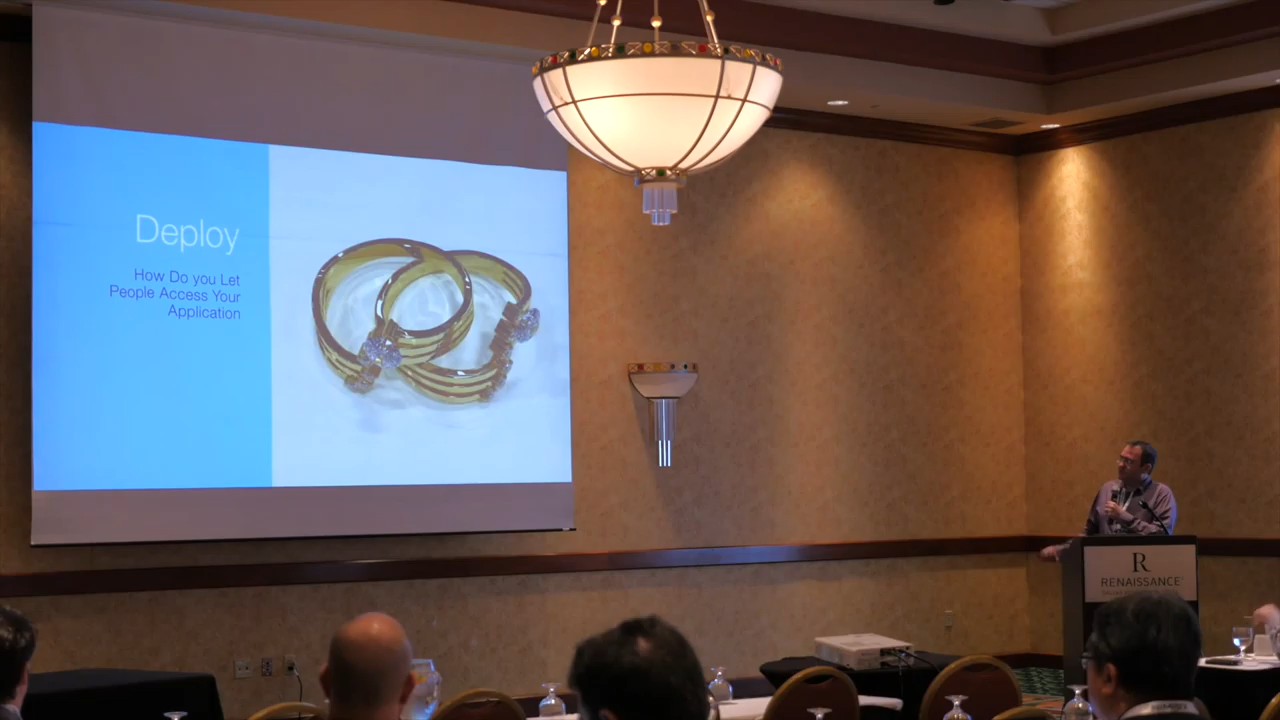 Deploy
How Do you Let
People Access Your
Application
R
RENAISSANCE